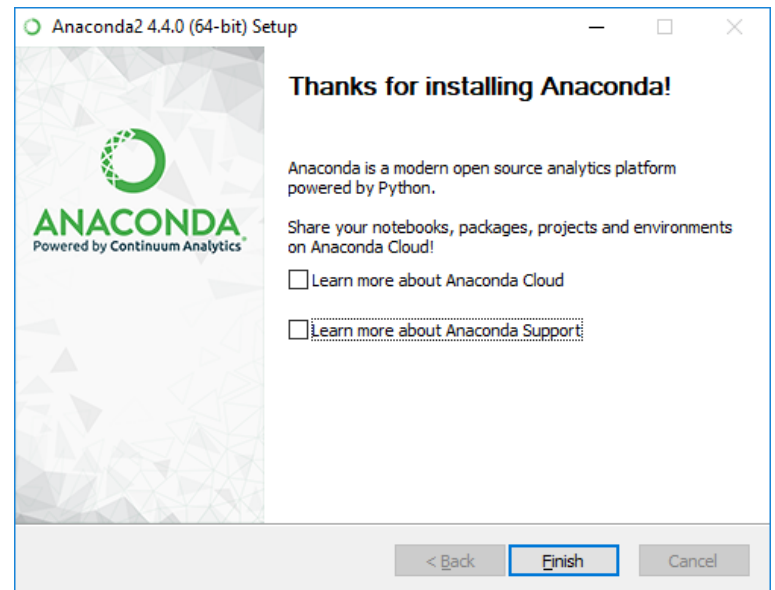 Anaconda2 4.4.0 (64-bit) Setup
Thanks for installing Anaconda!
Anaconda is a modern open source analytics platform
powered by Python.
ANACONDA
Powered by Continuum Analytics®
Share your notebooks, packages, projects and environments
on Anaconda Cloud!
Learn more about Anaconda Cloud
Learn more about Anaconda Support
< Back
Finish
Cancel